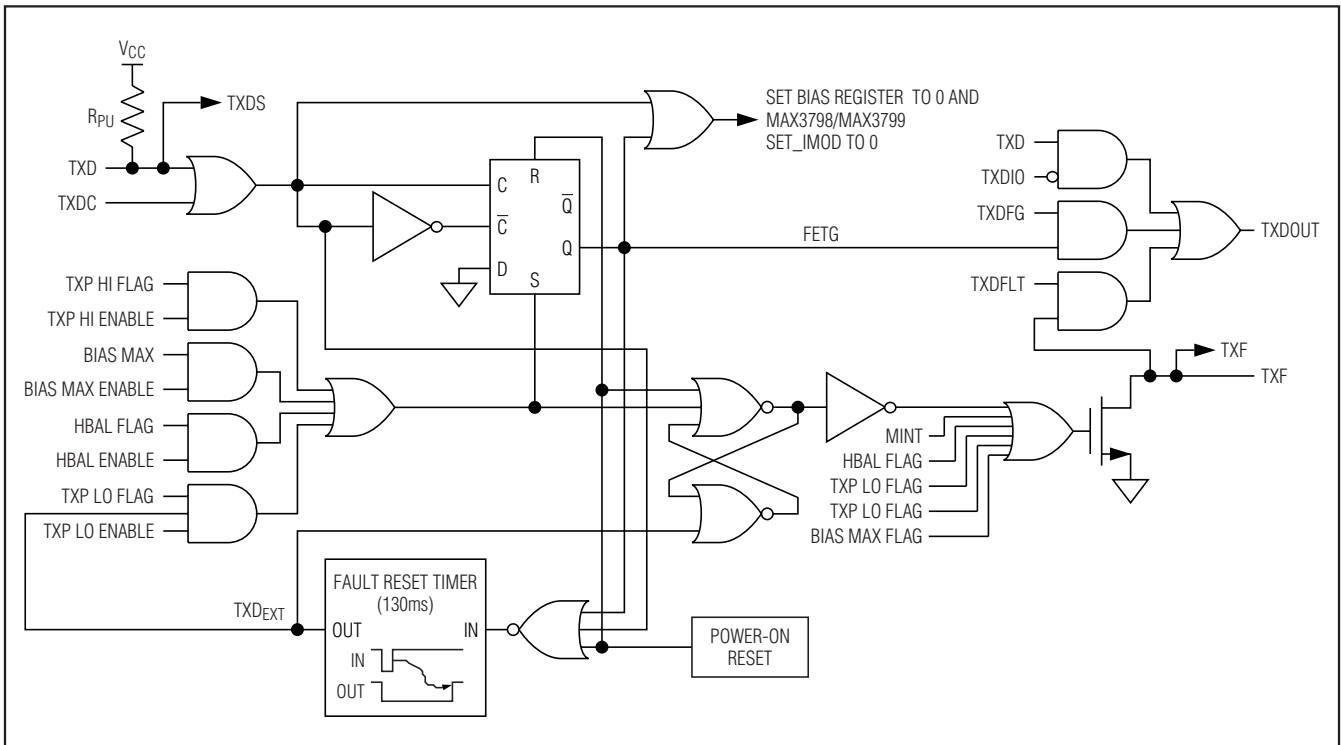 VCC
RPU
TXDS
TXD
TXDC
SET BIAS REGISTER TO 0 AND
MAX3798/MAX3799
SET_IMOD TO 0
R
C
Q̅
C̅
Q
D
S
FETG
TXD
TXDIO
TXDFG
TXDFLT
TXDOUT
TXP HI FLAG
TXP HI ENABLE
BIAS MAX
BIAS MAX ENABLE
HBAL FLAG
HBAL ENABLE
TXP LO FLAG
TXP LO ENABLE
TXF
TXF
MINT
HBAL FLAG
TXP LO FLAG
TXP LO FLAG
BIAS MAX FLAG
TXDEXT
FAULT RESET TIMER
(130ms)
OUT
IN
IN
OUT
POWER-ON
RESET